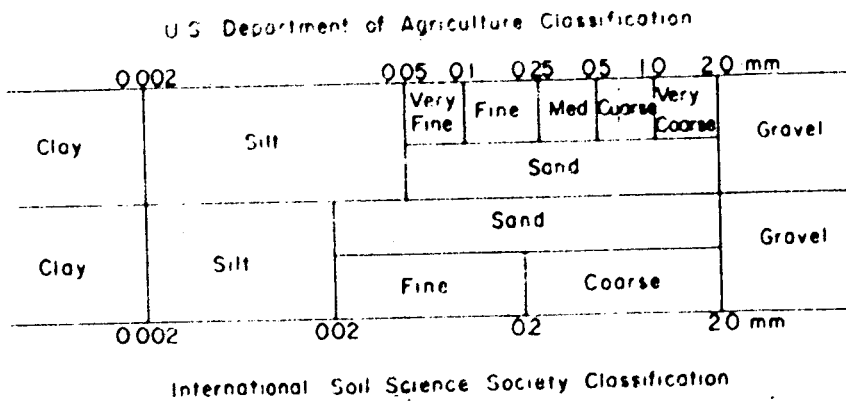 U S Department of Agriculture Classification
0.002 0.05 0.1 0.25 0.5 1.0 2.0 mm
Clay Silt Very Fine Fine Med Coarse Very Coarse Gravel
Sand
Sand
Clay Silt Gravel
Fine Coarse
0.002 0.02 0.2 2.0 mm
International Soil Science Society Classification